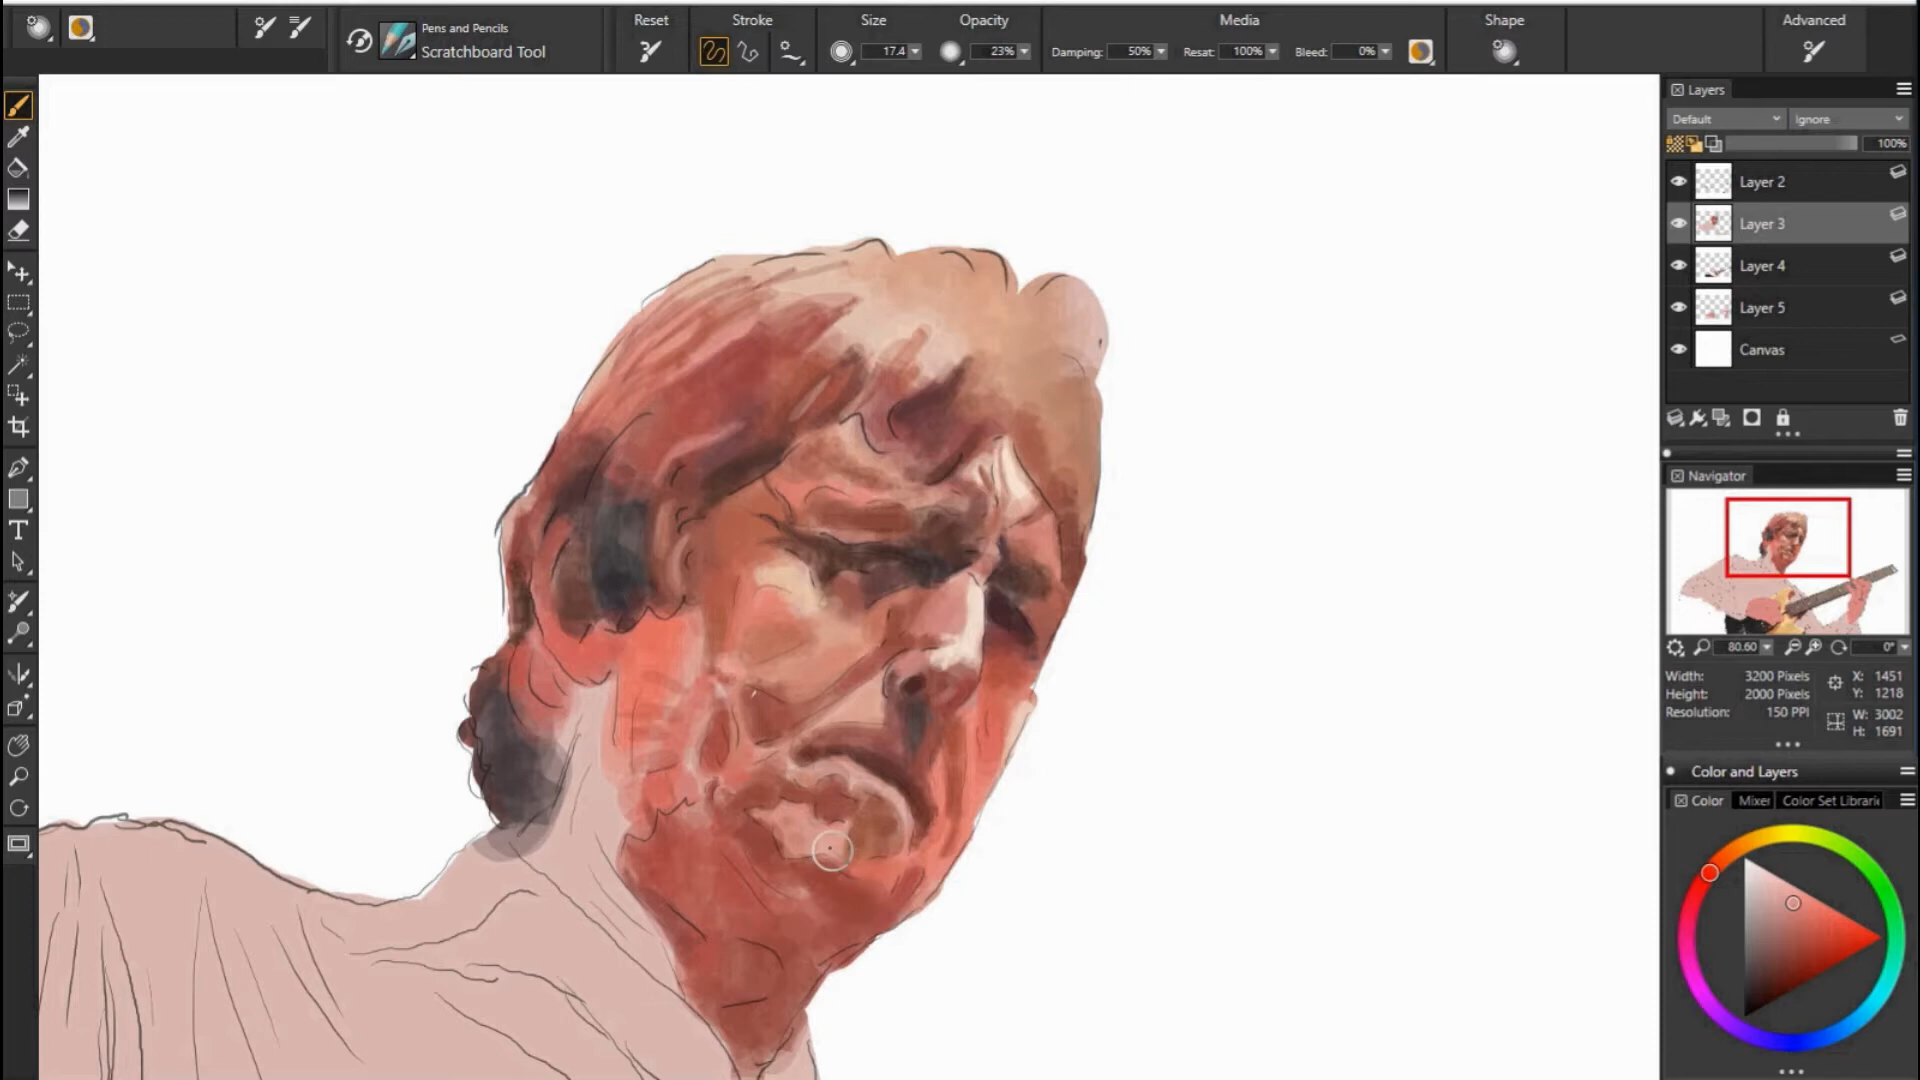 Pens and Pencils
Scratchboard Tool
Reset
Stroke
Size
17.4
Opacity
23%
Media
Damping: 50%
Resat: 100%
Bleed: 0%
Shape
Advanced
Layers
Default
Ignore
100%
Layer 2
Layer 3
Layer 4
Layer 5
Canvas
Navigator
80.60
0°
Width: 3200 Pixels
Height: 2000 Pixels
Resolution: 150 PPI
X: 1451
Y: 1218
W: 3002
H: 1691
Color and Layers
Color
Mixer
Color Set Librari
T